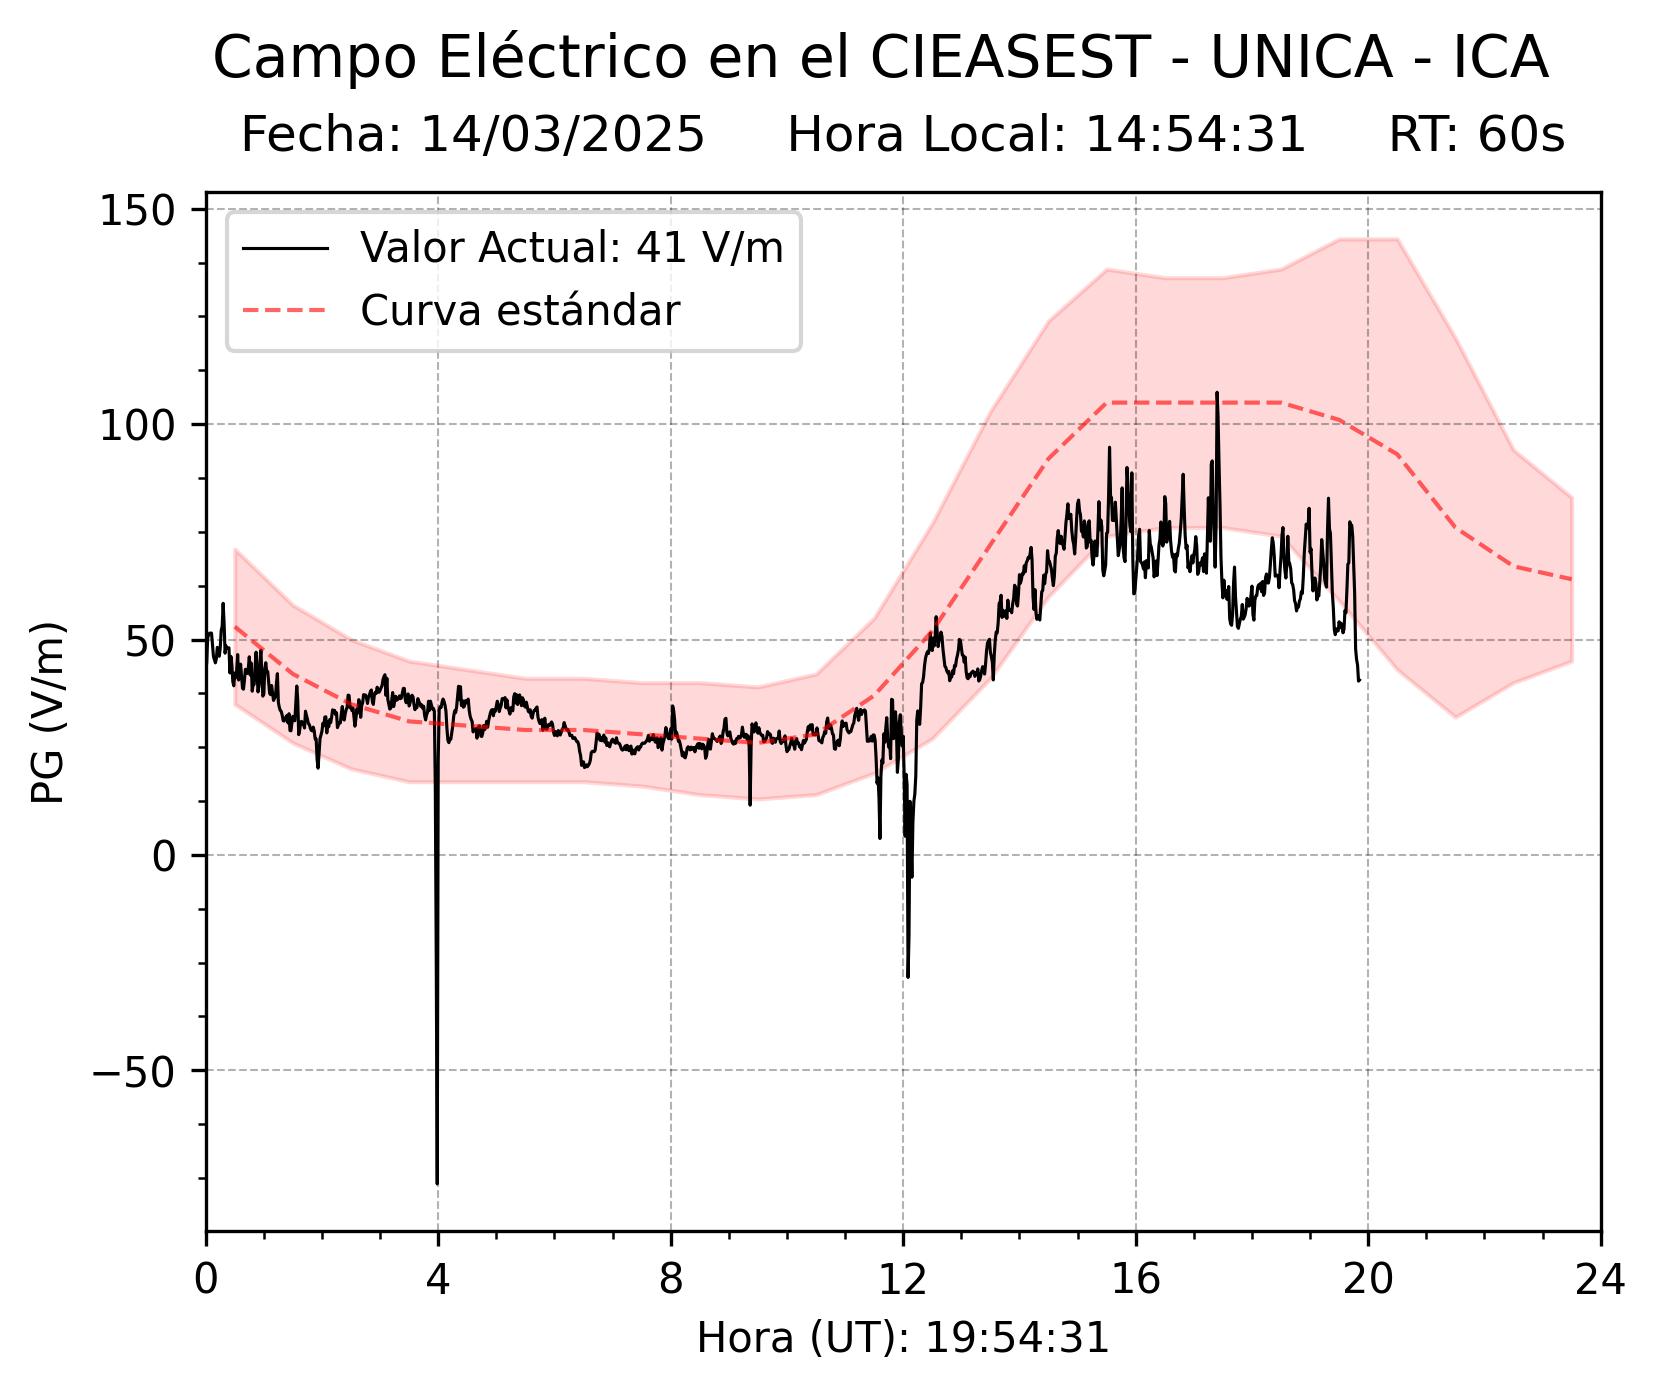 Campo Eléctrico en el CIEASEST - UNICA - ICA
Fecha: 14/03/2025 Hora Local: 14:54:31 RT: 60s
Valor Actual: 41 V/m
Curva estándar
150
100
50
0
−50
PG (V/m)
0 4 8 12 16 20 24
Hora (UT): 19:54:31